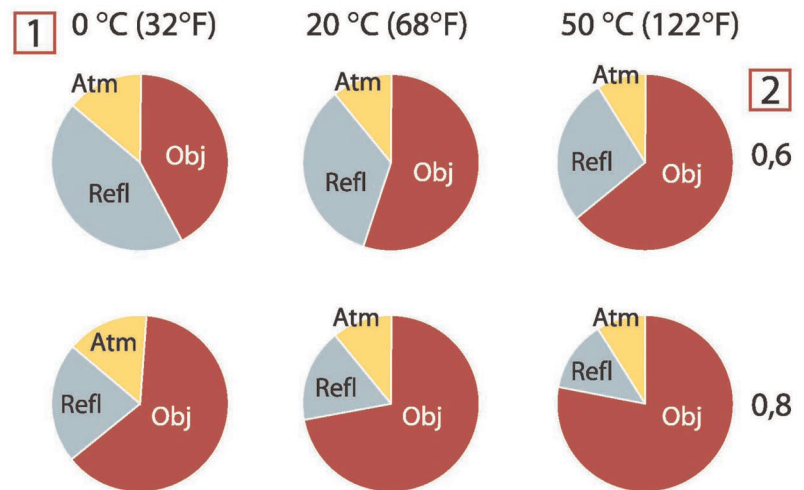 1 0 °C (32°F) 20 °C (68°F) 50 °C (122°F)
2
Atm Obj Refl
Atm Obj Refl
Atm Obj Refl
0,6
Atm Obj Refl
Atm Obj Refl
Atm Obj Refl
0,8